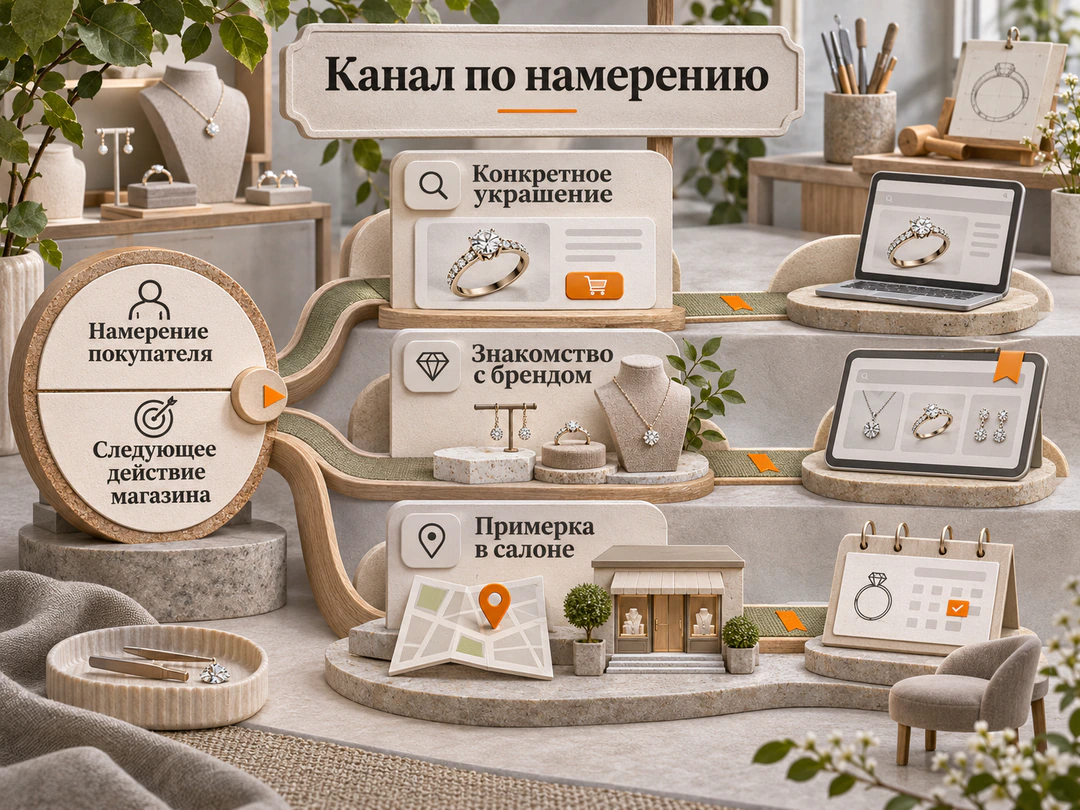 Канал по намерению
Конкретное
украшение
Намерение
покупателя
Знакомство
с брендом
Следующее
действие
магазина
Примерка
в салоне